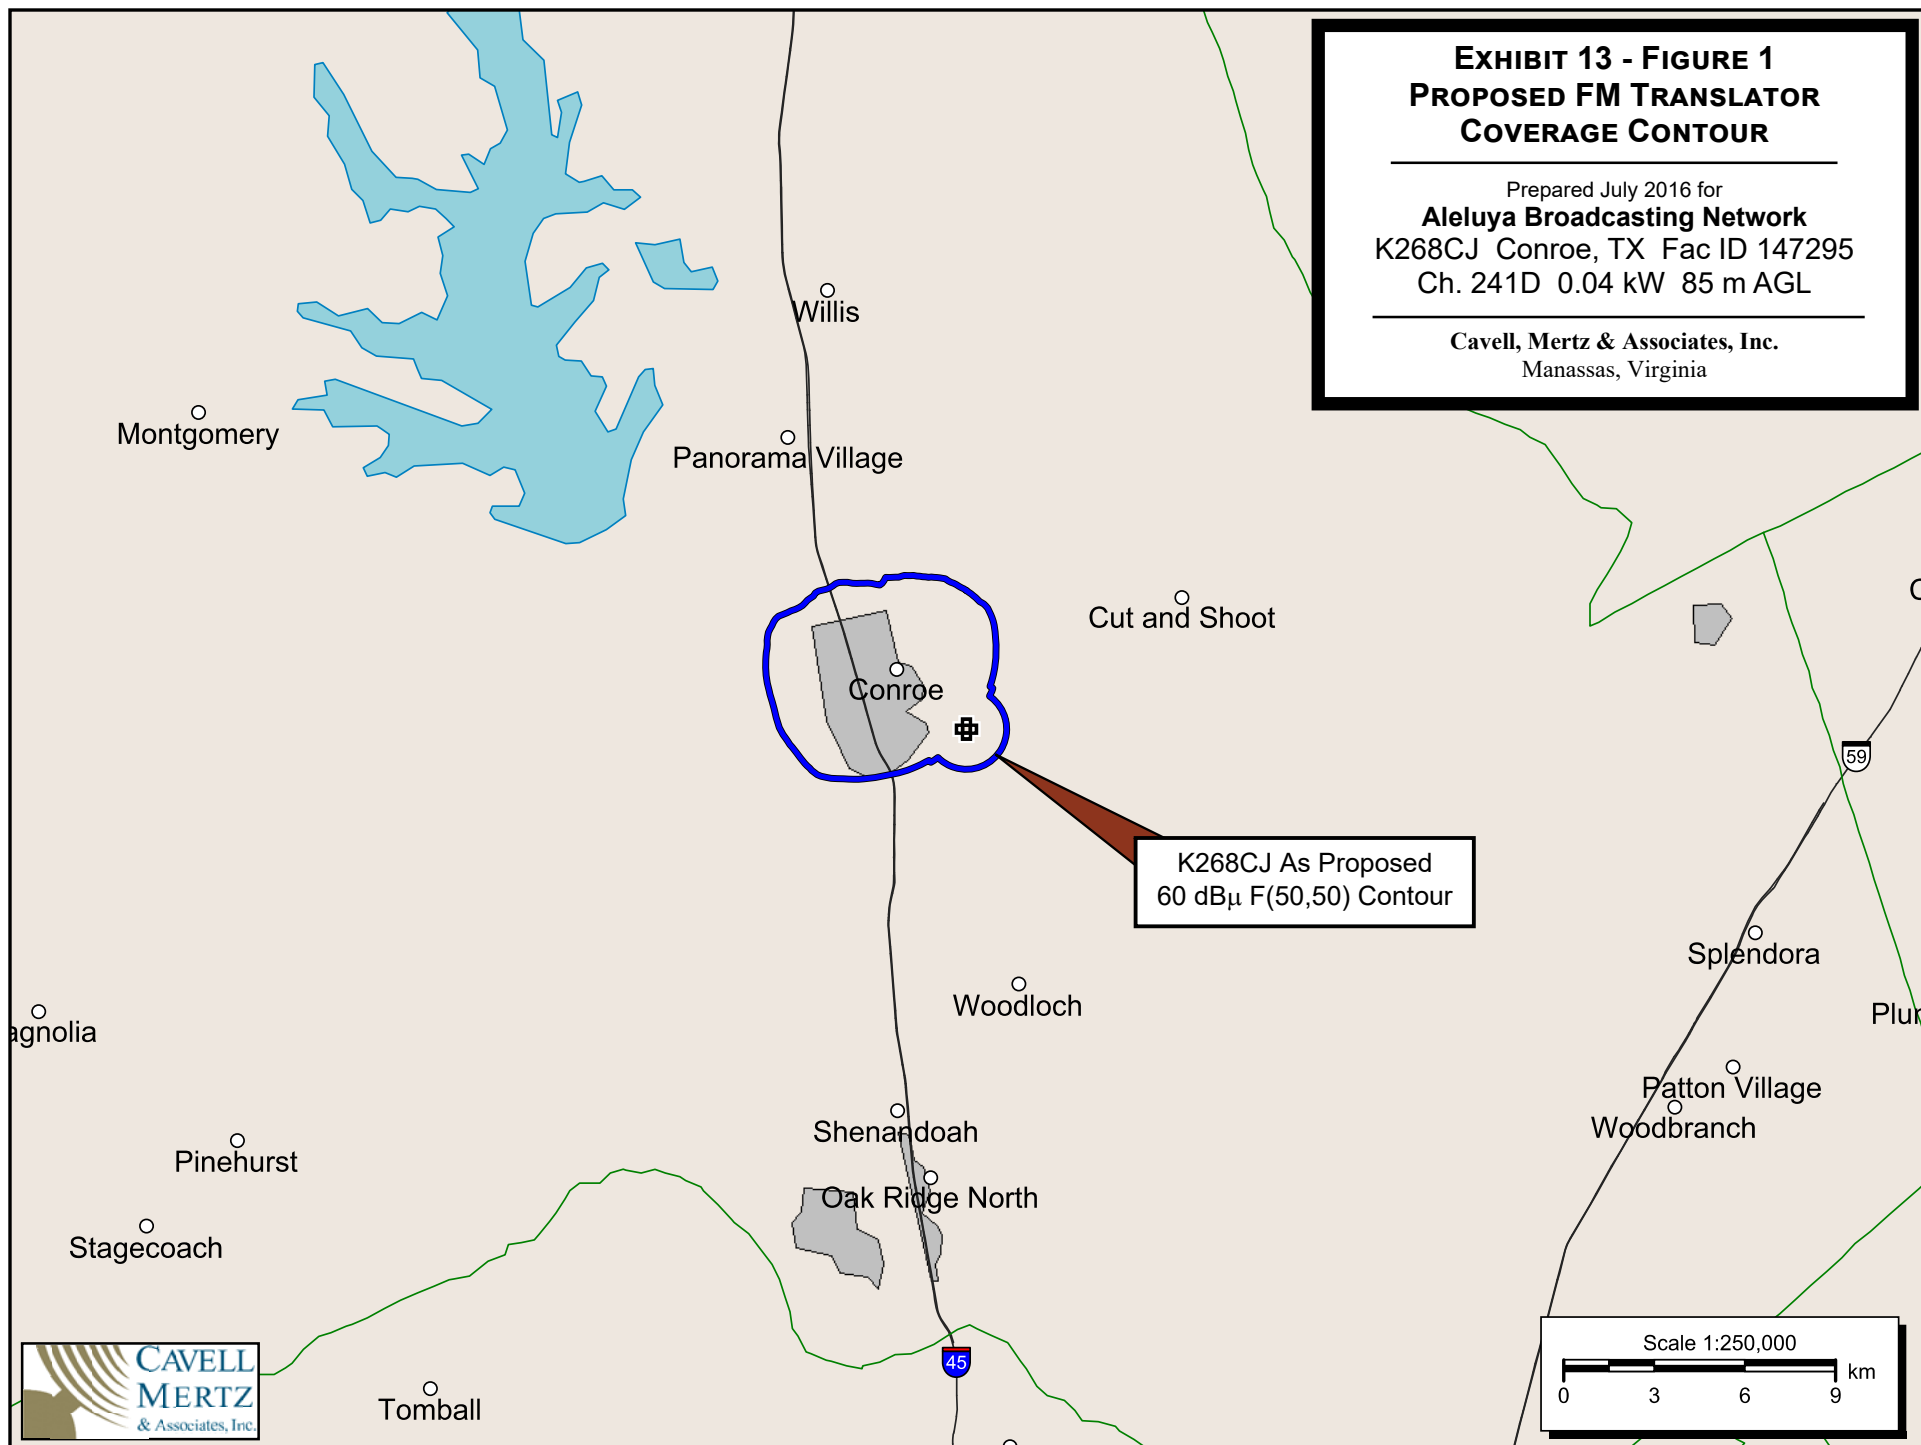 EXHIBIT 13 - FIGURE 1
PROPOSED FM TRANSLATOR
COVERAGE CONTOUR
Prepared July 2016 for
Aleluya Broadcasting Network
K268CJ Conroe, TX Fac ID 147295
Ch. 241D 0.04 kW 85 m AGL
Cavell, Mertz & Associates, Inc.
Manassas, Virginia
Willis
Montgomery
Panorama Village
Cut and Shoot
Conroe
59
K268CJ As Proposed
60 dBμ F(50,50) Contour
Splendora
Woodloch
agnolia
Plur
Patton Village
Woodbranch
Shenandoah
Pinehurst
Oak Ridge North
Stagecoach
45
Tomball
Scale 1:250,000
km
0 3 6 9
CAVELL
MERTZ
& Associates, Inc.